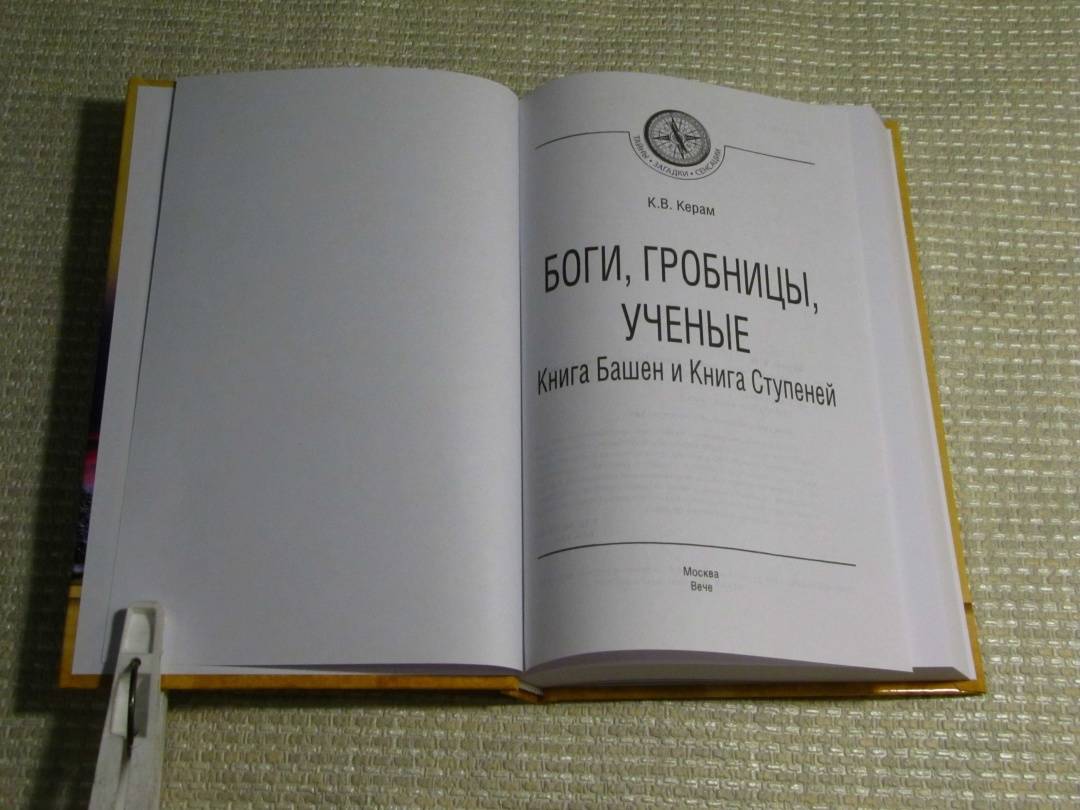 ТАЙНЫ • ЗАГАДКИ • СЕНСАЦИИ
К.В. Керам
БОГИ, ГРОБНИЦЫ,
УЧЕНЫЕ
Книга Башен и Книга Ступеней
Москва
Вече